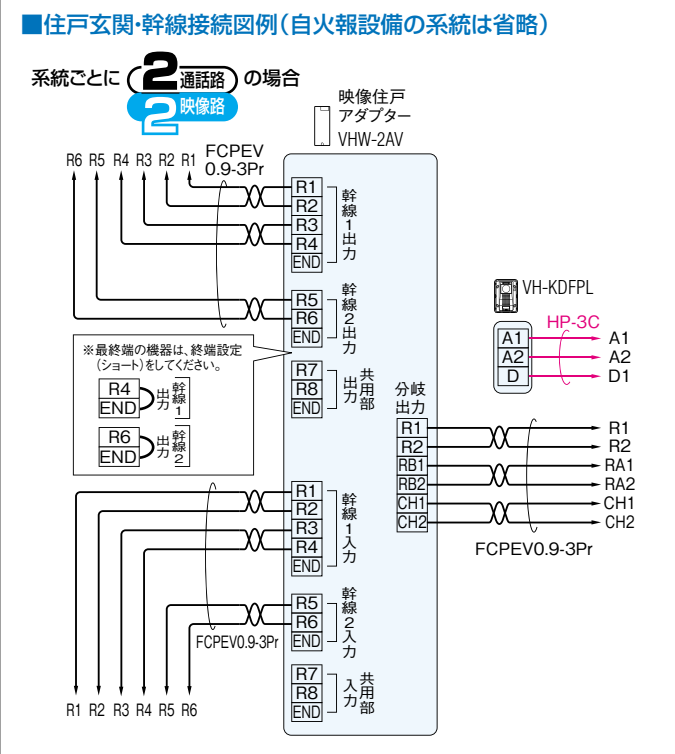 ■住戸玄関・幹線接続図例（自火報設備の系統は省略）
系統ごとに
2通話路
2映像路
の場合
映像住戸
アダプター
VHW-2AV
R6 R5 R4 R3 R2 R1
FCPEV
0.9-3Pr
R1
R2
R3
R4
END
幹線1出力
R5
R6
END
幹線2出力
※最終端の機器は、終端設定
（ショート）をしてください。
R4
END
幹線1
出力
R6
END
幹線2
出力
R7
R8
END
共用部
出力
VH-KDFPL
HP-3C
A1
A2
D
A1
A2
D1
分岐
出力
R1
R2
RB1
RB2
CH1
CH2
R1
R2
RA1
RA2
CH1
CH2
FCPEV0.9-3Pr
R1
R2
R3
R4
END
幹線1入力
R5
R6
END
幹線2入力
FCPEV0.9-3Pr
R7
R8
END
共用部
入力
R1 R2 R3 R4 R5 R6